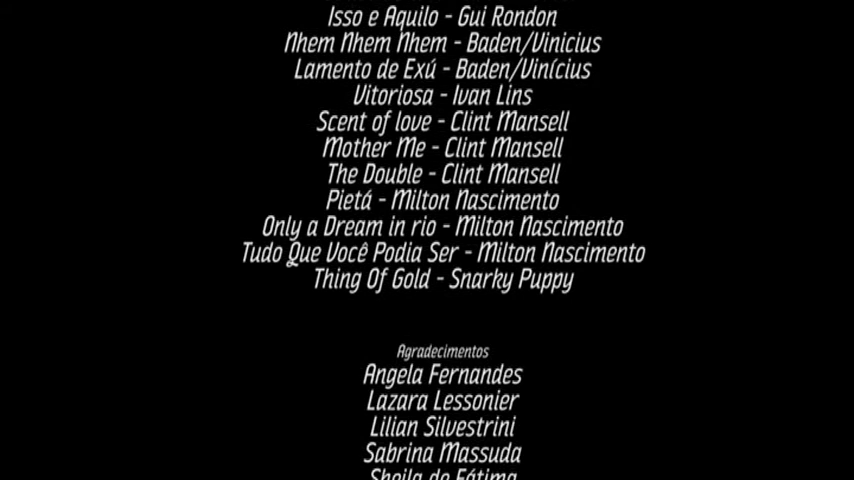 Isso e Aquilo - Gui Rondon
Nhem Nhem Nhem - Baden/Vinicius
Lamento de Exú - Baden/Vinícius
Vitoriosa - Ivan Lins
Scent of love - Clint Mansell
Mother Me - Clint Mansell
The Double - Clint Mansell
Pietá - Milton Nascimento
Only a Dream in rio - Milton Nascimento
Tudo Que Você Podia Ser - Milton Nascimento
Thing Of Gold - Snarky Puppy
Agradecimentos
Angela Fernandes
Lazara Lessonier
Lilian Silvestrini
Sabrina Massuda
Sheila de Fátima